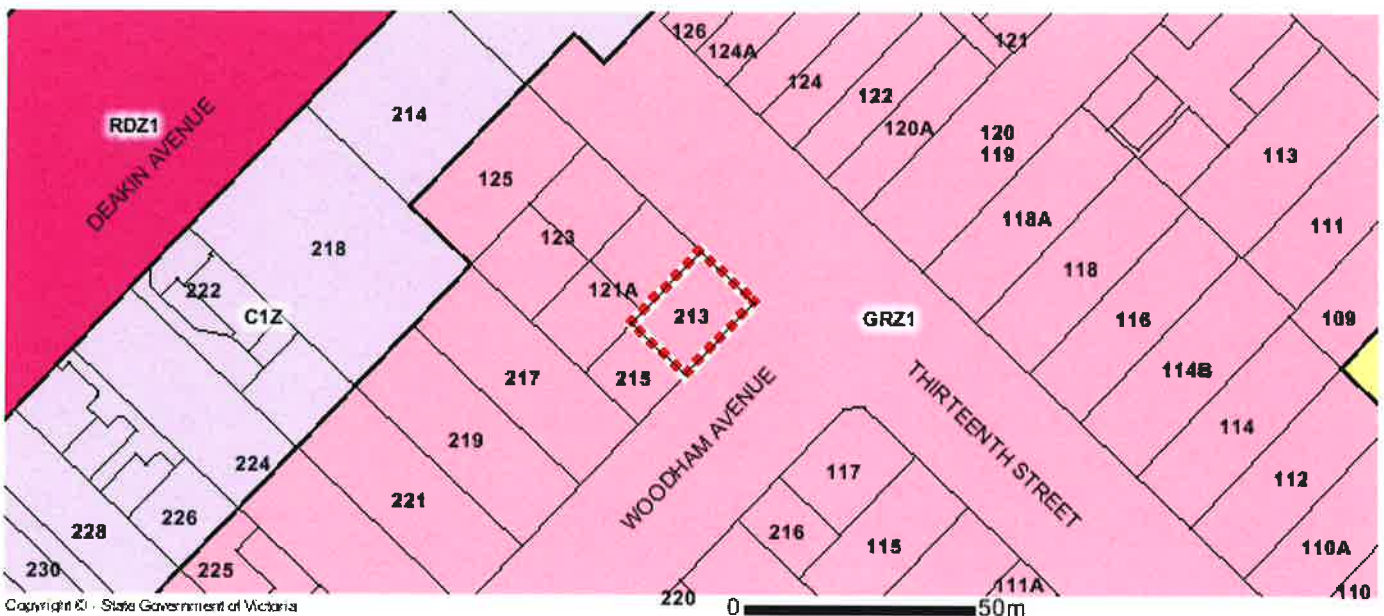 126
124A
121
124
122
RDZ1
214
120A
DEAKIN AVENUE
120
119
113
125
118A
111
123
218
118
222
121A
213
C1Z
GRZ1
116
109
217
215
114B
WOODHAM AVENUE
THIRTEENTH STREET
219
114
224
117
112
221
226
216
115
228
110A
230
225
220
111A
110
Copyright © - State Government of Victoria
0
50m